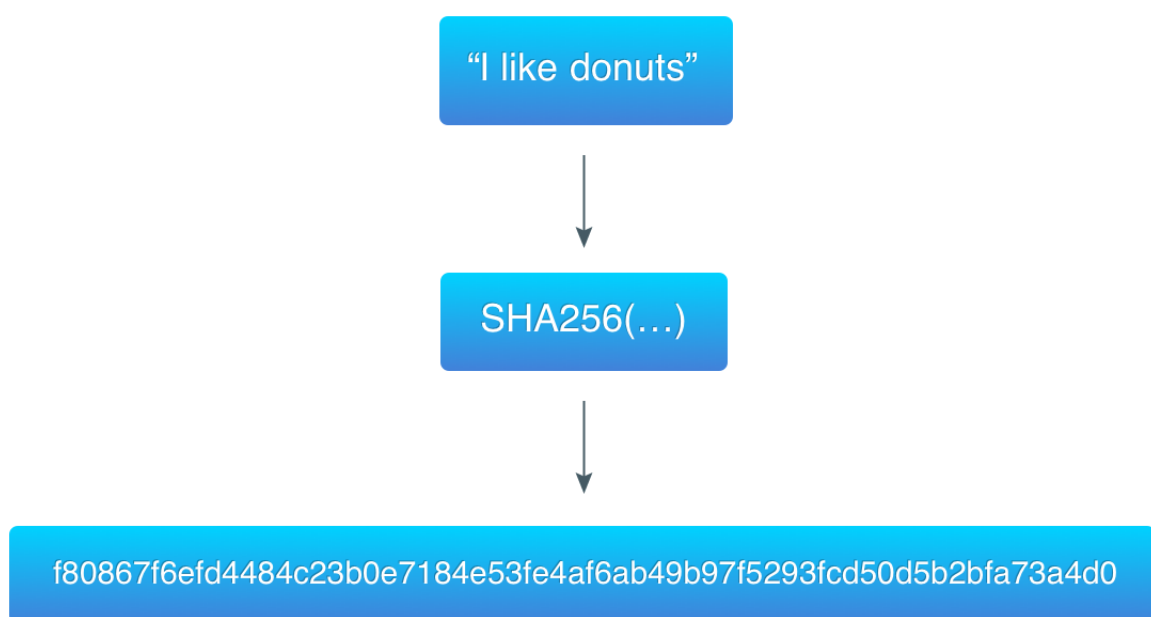 “I like donuts”
SHA256(…)
f80867f6efd4484c23b0e7184e53fe4af6ab49b97f5293fcd50d5b2bfa73a4d0